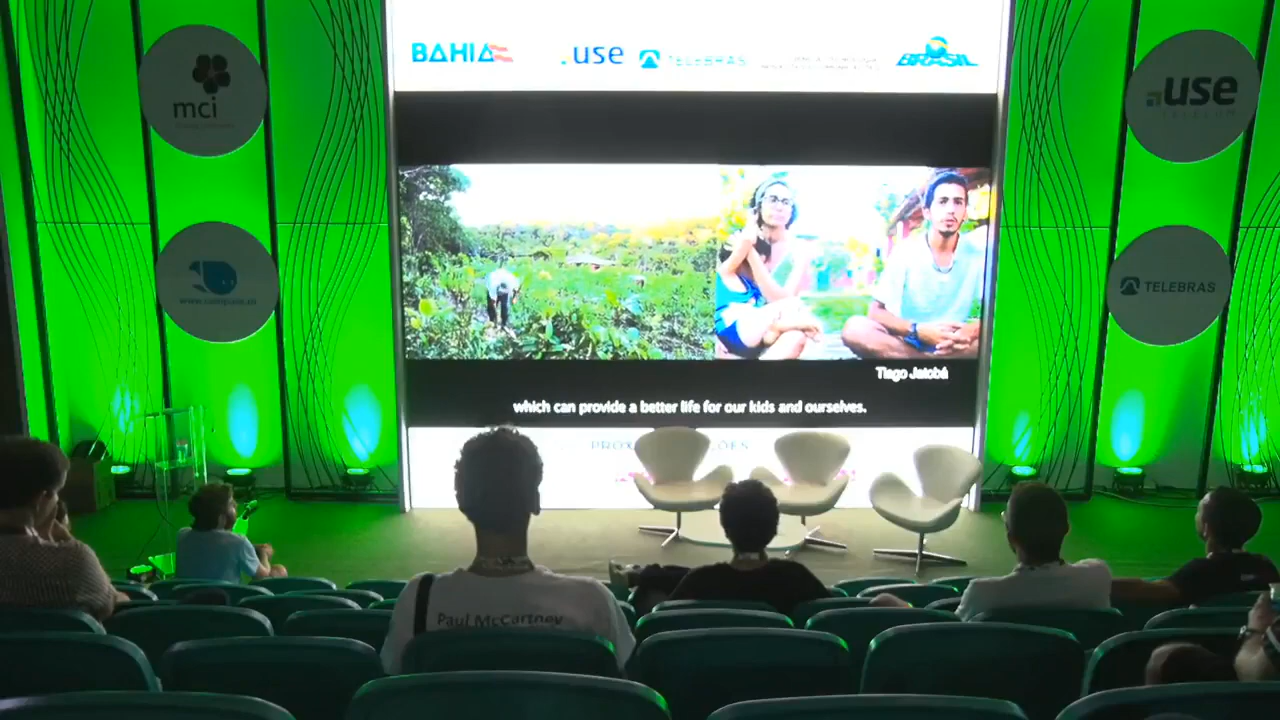 BAHIA
.use
TELEBRAS
BRASIL
mci
use
TELECOM
TELEBRAS
Tiago Jatobá
which can provide a better life for our kids and ourselves.
Paul McCartney